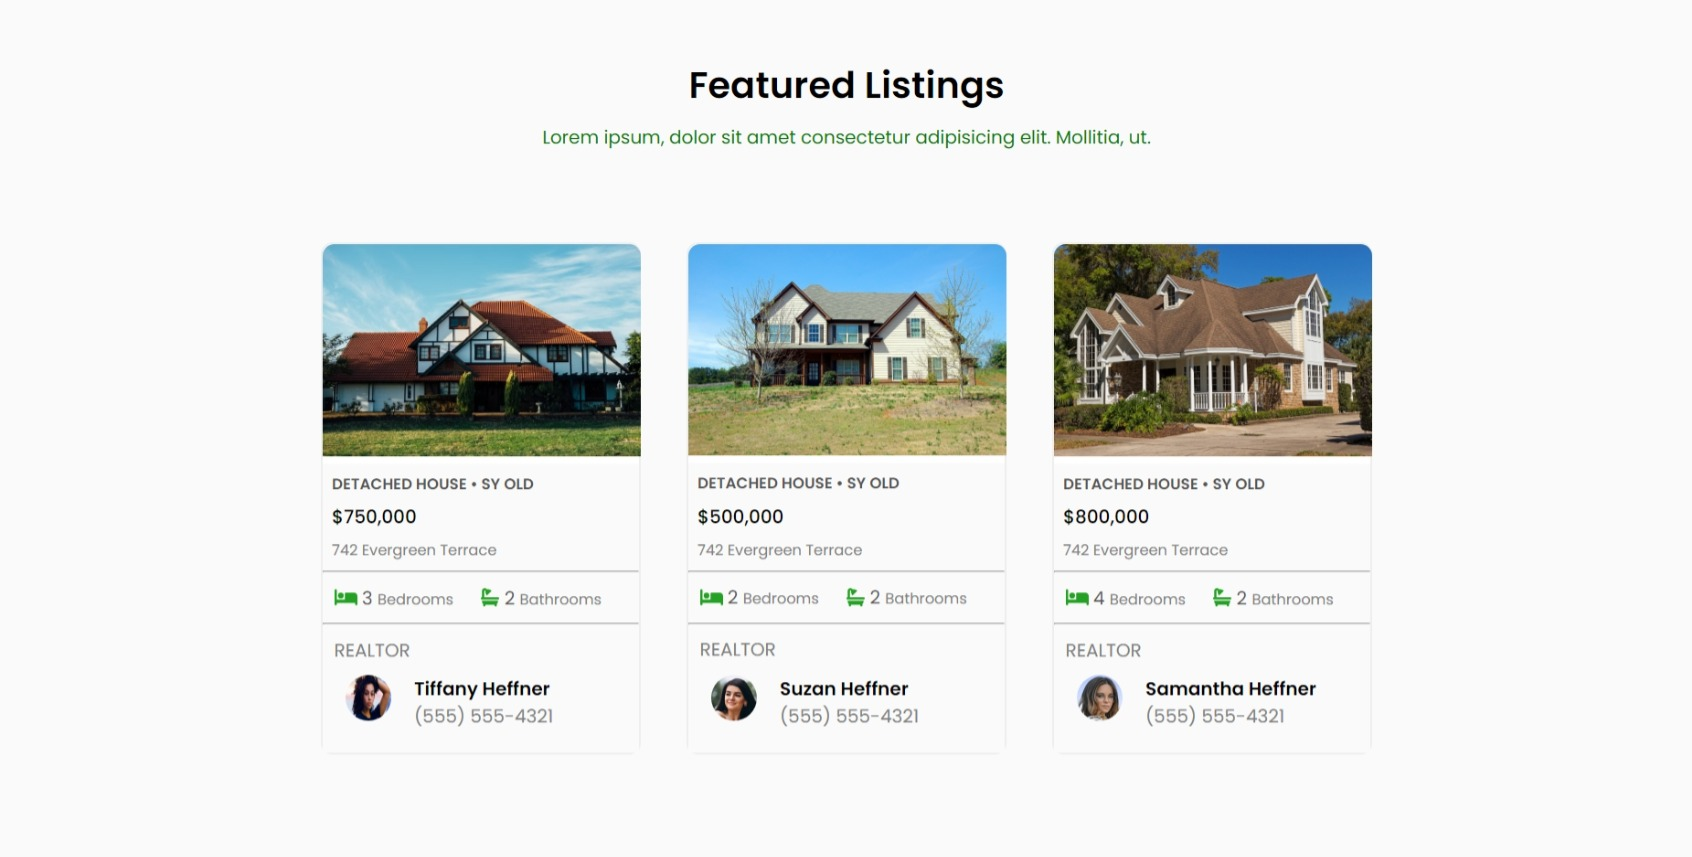 Featured Listings
Lorem ipsum, dolor sit amet consectetur adipisicing elit. Mollitia, ut.
DETACHED HOUSE • SY OLD
$750,000
742 Evergreen Terrace
3 Bedrooms 2 Bathrooms
REALTOR
Tiffany Heffner
(555) 555-4321
DETACHED HOUSE • SY OLD
$500,000
742 Evergreen Terrace
2 Bedrooms 2 Bathrooms
REALTOR
Suzan Heffner
(555) 555-4321
DETACHED HOUSE • SY OLD
$800,000
742 Evergreen Terrace
4 Bedrooms 2 Bathrooms
REALTOR
Samantha Heffner
(555) 555-4321